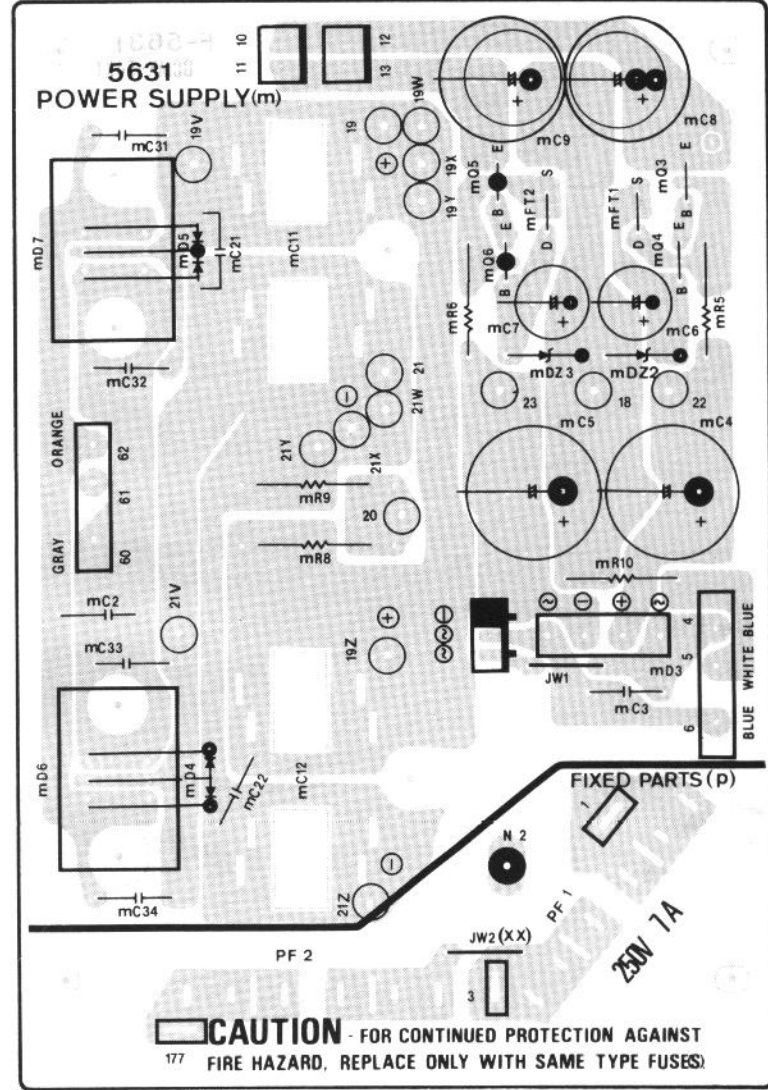 10
12
11
13
5631
POWER SUPPLY(m)
19W
mC8
mC9
mC31
19V
19
19X
19Y
+
E
mQ5
B
S
mFT2
D
S
mFT1
D
E
mQ3
B
E
mQ6
B
E
mQ4
B
mD7
mD5
mC21
mC11
mR6
mC7
mC6
mR5
mC32
mDZ3
mDZ2
21
21W
21X
21Y
23
mC5
18
22
mC4
ORANGE
GRAY
62
61
60
mR9
20
mR8
mR10
mC2
21V
mC33
19Z
~
−
+
~
JW1
mD3
mC3
4
5
6
BLUE WHITE BLUE
mD6
mD4
mC22
mC12
FIXED PARTS (p)
7
N 2
mC34
21Z
PF 1
250V 7A
PF 2
JW2 (XX)
3
CAUTION - FOR CONTINUED PROTECTION AGAINST
177 FIRE HAZARD, REPLACE ONLY WITH SAME TYPE FUSE(S).